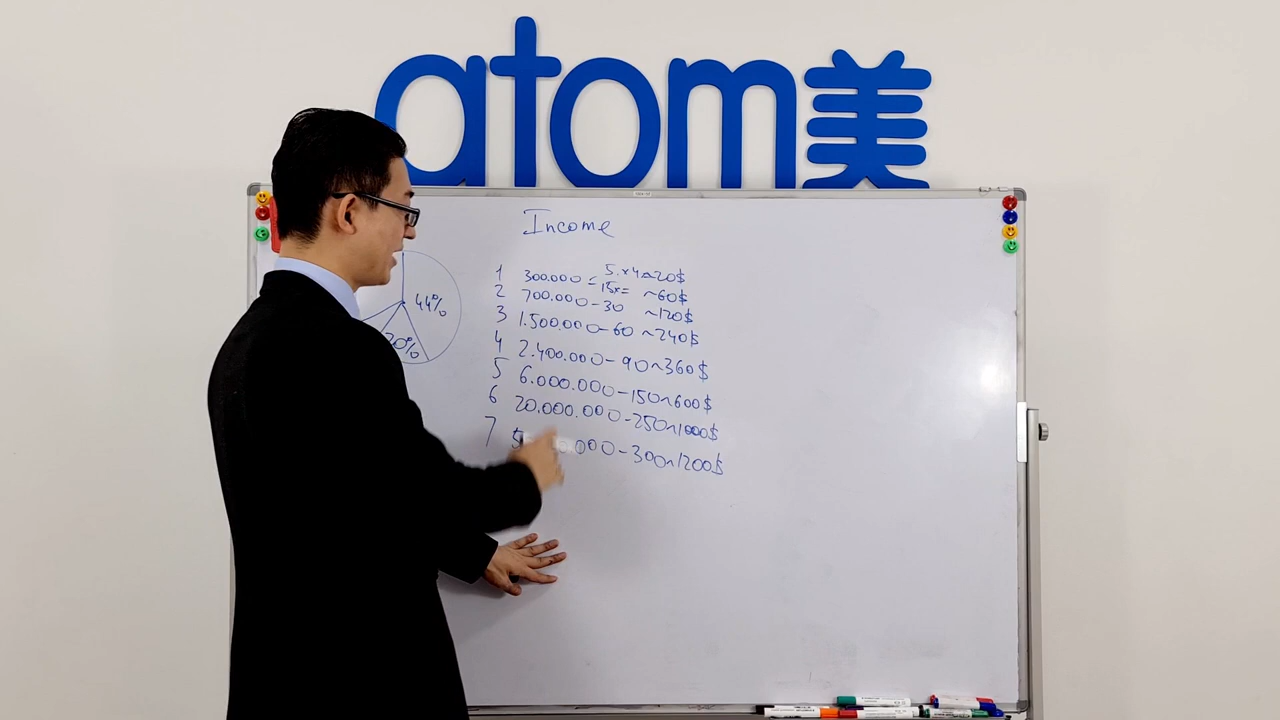 atom美
Income
44%
20%
1 300.000 = 5.×4~20$
2 700.000-30 15×= ~60$
3 1.500.000-60 ~120$
4 2.400.000-90~360$ ~240$
5 6.000.000-150~600$
6 20.000.000-250~1000$
7 000-300~1200$